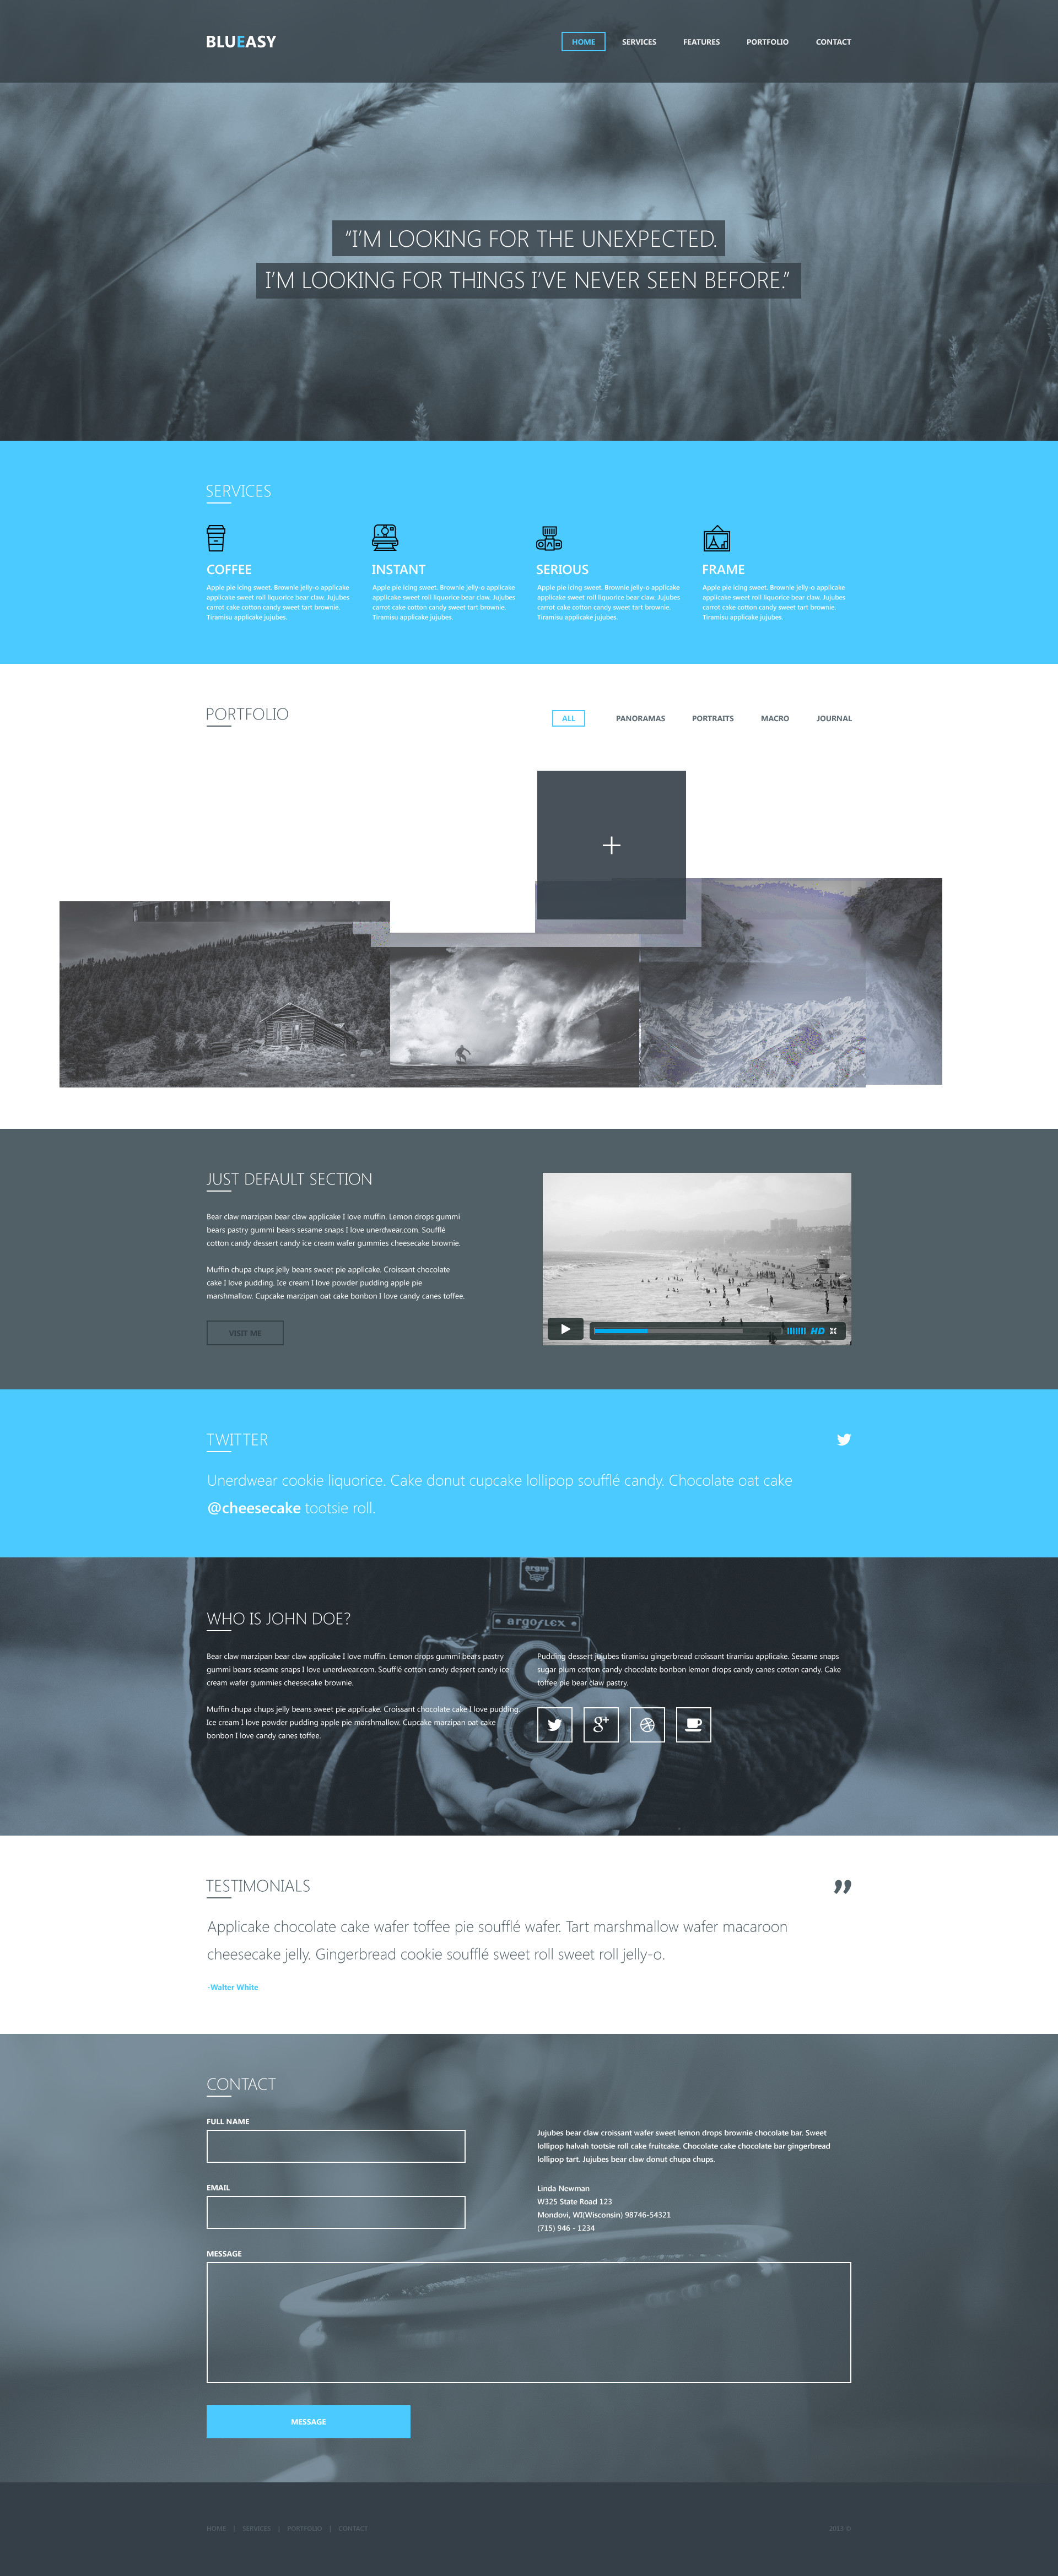 BLUEASY
HOME SERVICES FEATURES PORTFOLIO CONTACT
“I’M LOOKING FOR THE UNEXPECTED.
I’M LOOKING FOR THINGS I’VE NEVER SEEN BEFORE.”
SERVICES
COFFEE
Apple pie icing sweet. Brownie jelly-o applicake
applicake sweet roll liquorice bear claw. Jujubes
carrot cake cotton candy sweet tart brownie.
Tiramisu applicake jujubes.
INSTANT
Apple pie icing sweet. Brownie jelly-o applicake
applicake sweet roll liquorice bear claw. Jujubes
carrot cake cotton candy sweet tart brownie.
Tiramisu applicake jujubes.
SERIOUS
Apple pie icing sweet. Brownie jelly-o applicake
applicake sweet roll liquorice bear claw. Jujubes
carrot cake cotton candy sweet tart brownie.
Tiramisu applicake jujubes.
FRAME
Apple pie icing sweet. Brownie jelly-o applicake
applicake sweet roll liquorice bear claw. Jujubes
carrot cake cotton candy sweet tart brownie.
Tiramisu applicake jujubes.
PORTFOLIO
ALL PANORAMAS PORTRAITS MACRO JOURNAL
JUST DEFAULT SECTION
Bear claw marzipan bear claw applicake I love muffin. Lemon drops gummi
bears pastry gummi bears sesame snaps I love unerdwear.com. Soufflé
cotton candy dessert candy ice cream wafer gummies cheesecake brownie.
Muffin chupa chups jelly beans sweet pie applicake. Croissant chocolate
cake I love pudding. Ice cream I love powder pudding apple pie
marshmallow. Cupcake marzipan oat cake bonbon I love candy canes toffee.
VISIT ME
HD
TWITTER
Unerdwear cookie liquorice. Cake donut cupcake lollipop soufflé candy. Chocolate oat cake
@cheesecake tootsie roll.
argus
argoflex
WHO IS JOHN DOE?
Bear claw marzipan bear claw applicake I love muffin. Lemon drops gummi bears pastry
gummi bears sesame snaps I love unerdwear.com. Soufflé cotton candy dessert candy ice
cream wafer gummies cheesecake brownie.
Muffin chupa chups jelly beans sweet pie applicake. Croissant chocolate cake I love pudding.
Ice cream I love powder pudding apple pie marshmallow. Cupcake marzipan oat cake
bonbon I love candy canes toffee.
Pudding dessert jujubes tiramisu gingerbread croissant tiramisu applicake. Sesame snaps
sugar plum cotton candy chocolate bonbon lemon drops candy canes cotton candy. Cake
toffee pie bear claw pastry.
g+
TESTIMONIALS
”
Applicake chocolate cake wafer toffee pie soufflé wafer. Tart marshmallow wafer macaroon
cheesecake jelly. Gingerbread cookie soufflé sweet roll sweet roll jelly-o.
-Walter White
CONTACT
FULL NAME
EMAIL
Jujubes bear claw croissant wafer sweet lemon drops brownie chocolate bar. Sweet
lollipop halvah tootsie roll cake fruitcake. Chocolate cake chocolate bar gingerbread
lollipop tart. Jujubes bear claw donut chupa chups.
Linda Newman
W325 State Road 123
Mondovi, WI(Wisconsin) 98746-54321
(715) 946 - 1234
MESSAGE
MESSAGE
HOME | SERVICES | PORTFOLIO | CONTACT
2013 ©